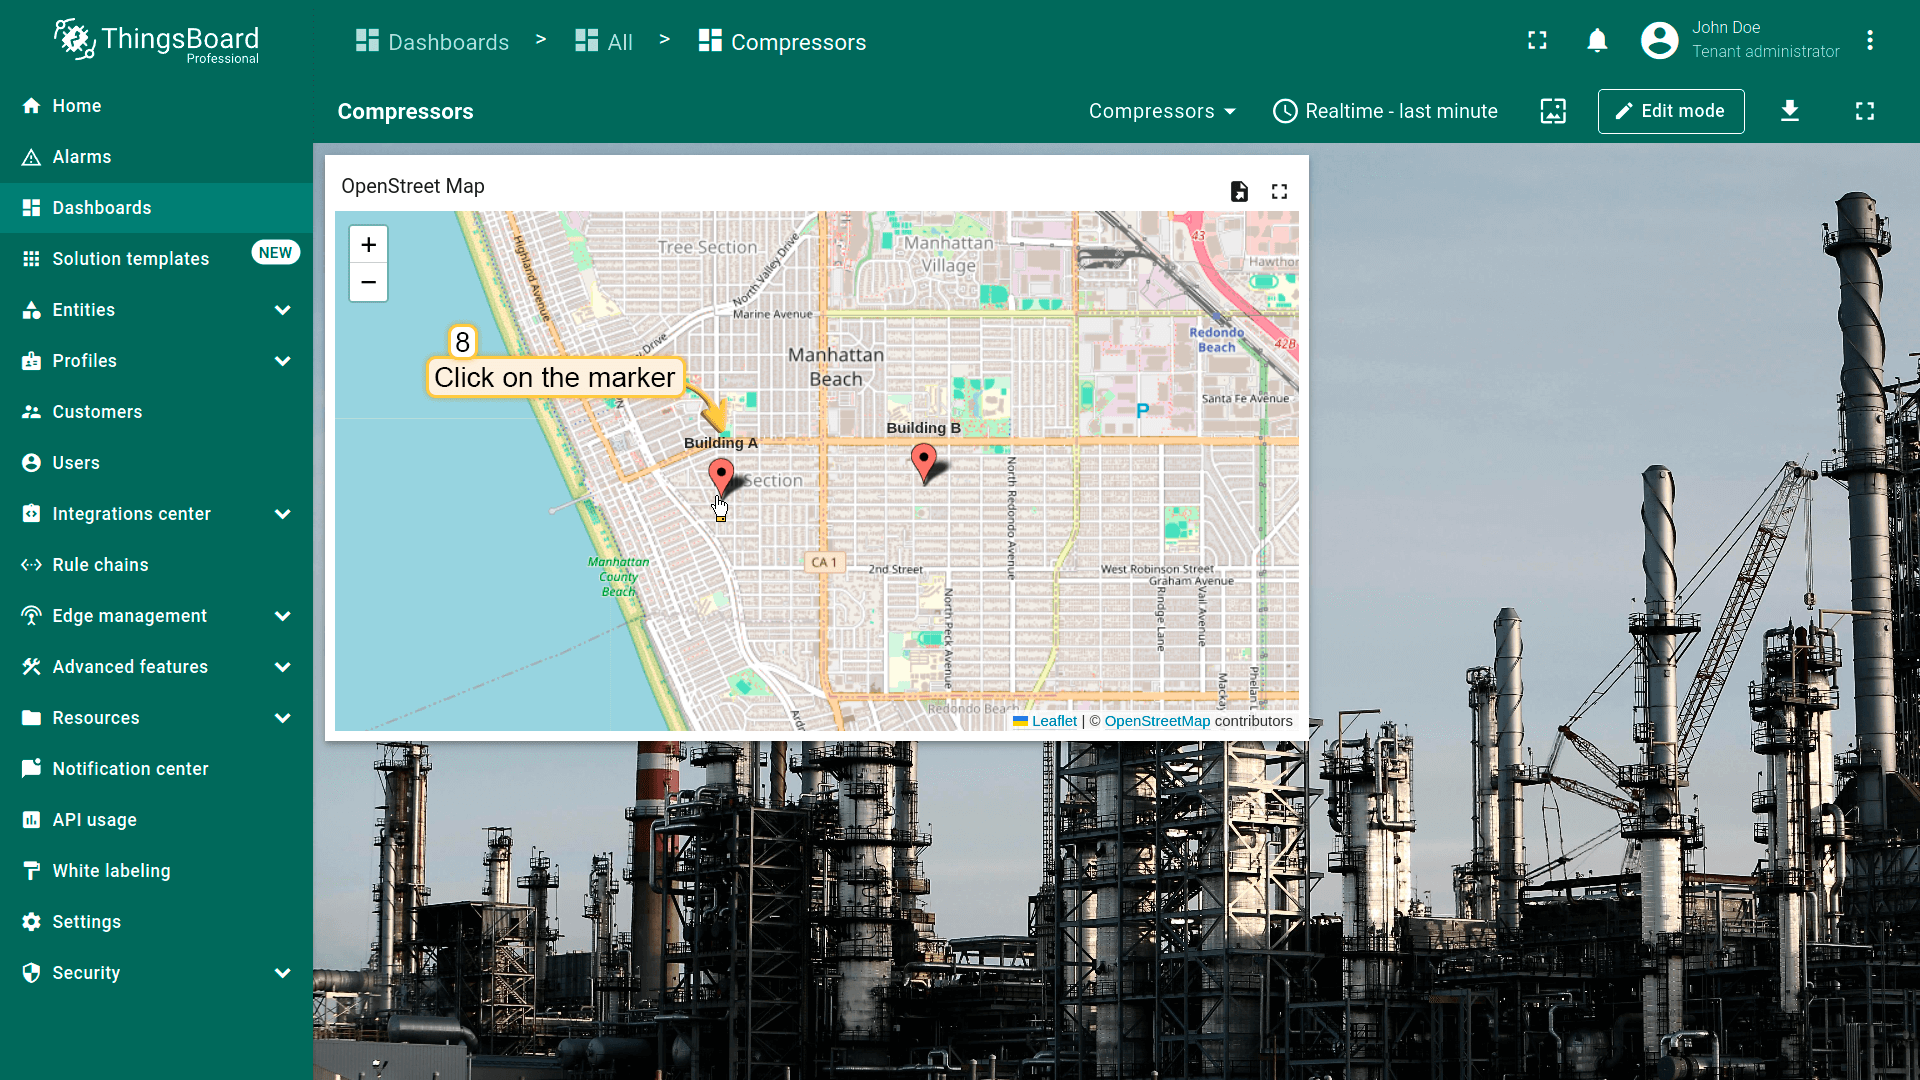 ThingsBoard
Professional
Dashboards > All > Compressors
John Doe
Tenant administrator
Home
Alarms
Dashboards
Solution templates NEW
Entities
Profiles
Customers
Users
Integrations center
Rule chains
Edge management
Advanced features
Resources
Notification center
API usage
White labeling
Settings
Security
Compressors
Compressors
Realtime - last minute
Edit mode
OpenStreet Map
+
−
8
Click on the marker
Tree Section
Highland Avenue
North Valley Drive
Manhattan
Village
43
Hawthor
Marine Avenue
Redondo
Beach
42B
Drive
Manhattan
Beach
Santa Fe Avenue
P
Building B
Building A
Section
North Redondo Avenue
CA 1
2nd Street
Manhattan
County
Beach
West Robinson Street
Graham Avenue
North Peck Avenue
Rindge Lane
Vail Avenue
Phelan L
Redondo Beach
Leaflet | © OpenStreetMap contributors